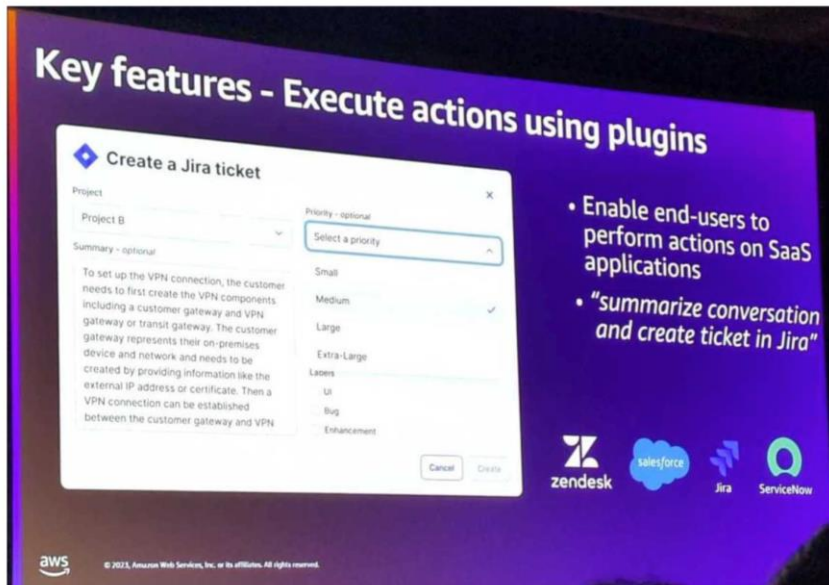 Key features - Execute actions using plugins
Create a Jira ticket
Project
Project B
Summary - optional
To set up the VPN connection, the customer
needs to first create the VPN components
including a customer gateway and VPN
gateway or transit gateway. The customer
gateway represents their on-premises
device and network and needs to be
created by providing information like the
external IP address or certificate. Then a
VPN connection can be established
between the customer gateway and VPN
Priority - optional
Select a priority
Small
Medium
Large
Extra-Large
Labels
UI
Bug
Enhancement
Cancel
Create
• Enable end-users to
perform actions on SaaS
applications
• "summarize conversation
and create ticket in Jira"
zendesk
salesforce
Jira
ServiceNow
aws
© 2023, Amazon Web Services, Inc. or its affiliates. All rights reserved.